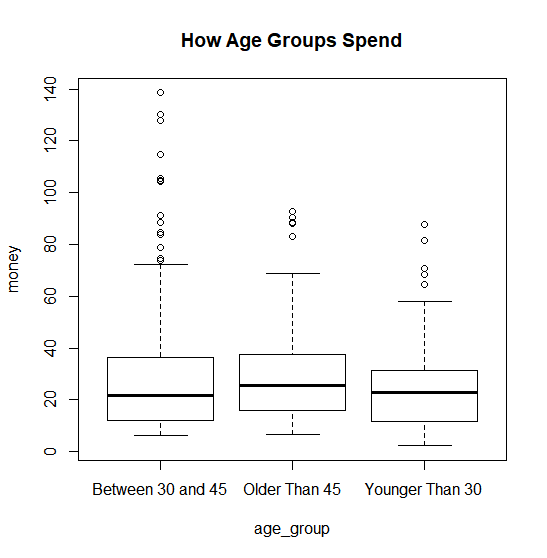 How Age Groups Spend
money
140
120
100
80
60
40
20
0
Between 30 and 45 Older Than 45 Younger Than 30
age_group